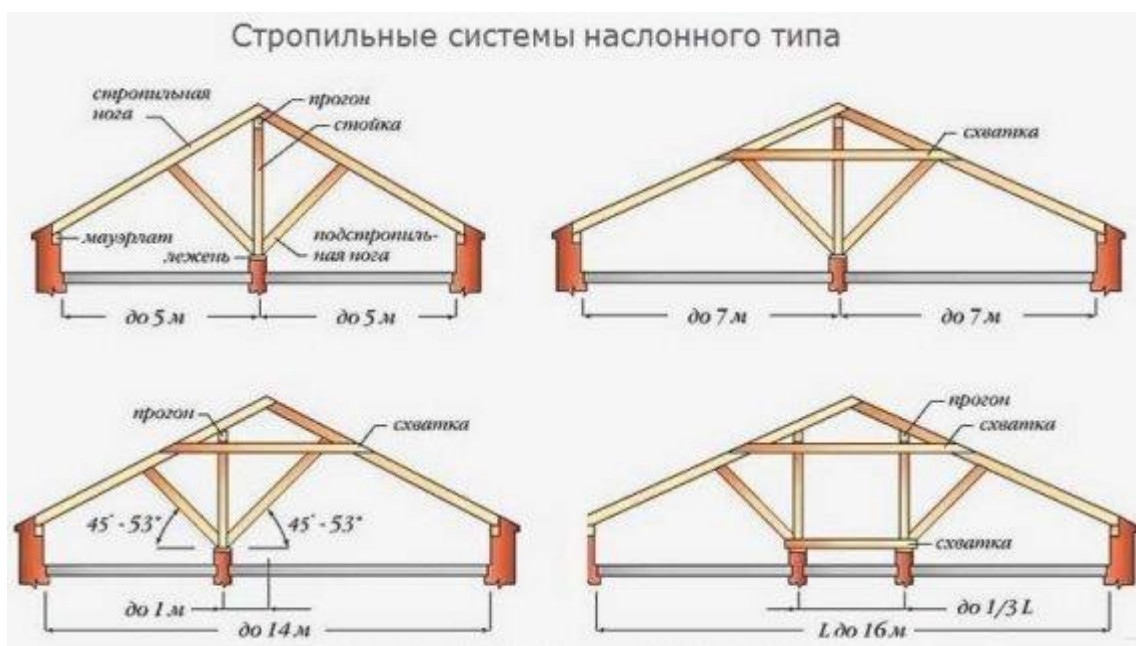 Стропильные системы наслонного типа
стропильная
нога
прогон
стойка
мауэрлат
лежень
подстропиль-
ная нога
до 5 м
до 5 м
схватка
до 7 м
до 7 м
прогон
схватка
45° - 53°
45° - 53°
до 1 м
до 14 м
прогон
схватка
схватка
до 1/3 L
L до 16 м